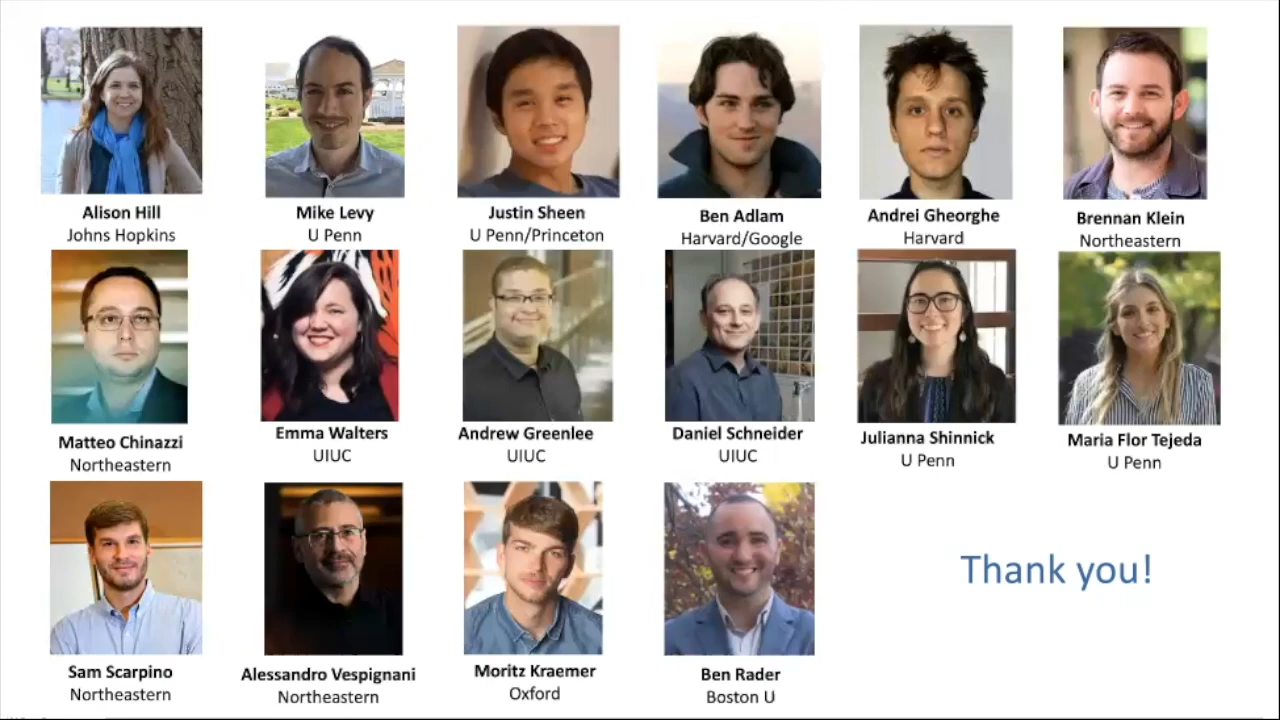 Alison Hill
Johns Hopkins
Mike Levy
U Penn
Justin Sheen
U Penn/Princeton
Ben Adlam
Harvard/Google
Andrei Gheorghe
Harvard
Brennan Klein
Northeastern
Matteo Chinazzi
Northeastern
Emma Walters
UIUC
Andrew Greenlee
UIUC
Daniel Schneider
UIUC
Julianna Shinnick
U Penn
Maria Flor Tejeda
U Penn
Sam Scarpino
Northeastern
Alessandro Vespignani
Northeastern
Moritz Kraemer
Oxford
Ben Rader
Boston U
Thank you!